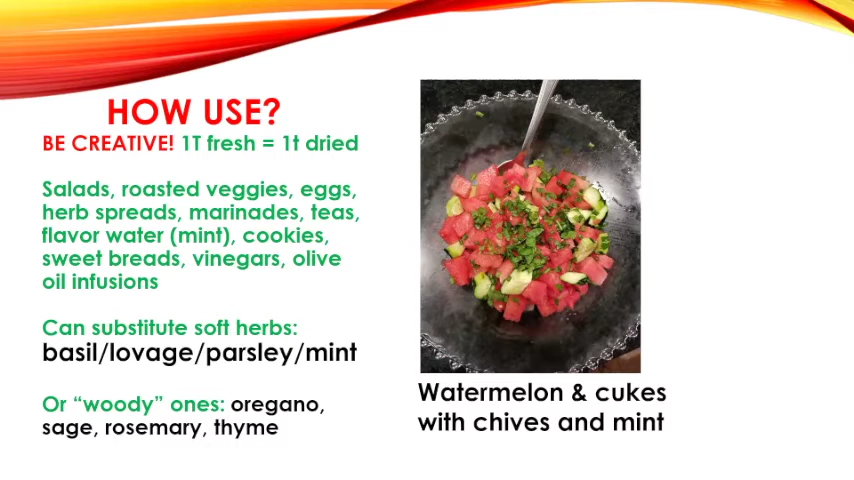 HOW USE?
BE CREATIVE! 1T fresh = 1t dried
Salads, roasted veggies, eggs,
herb spreads, marinades, teas,
flavor water (mint), cookies,
sweet breads, vinegars, olive
oil infusions
Can substitute soft herbs:
basil/lovage/parsley/mint
Or “woody” ones: oregano,
sage, rosemary, thyme
Watermelon & cukes
with chives and mint